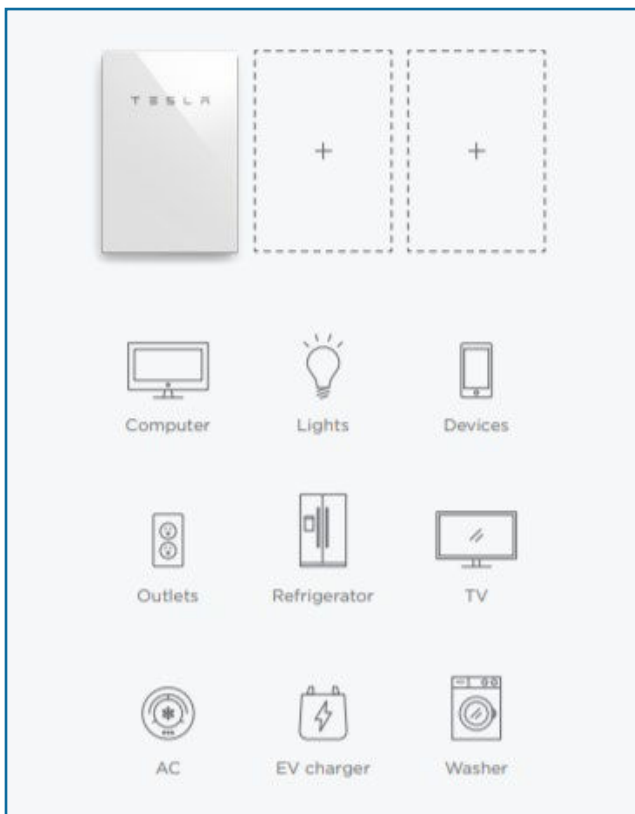 TESLA
+ +
Computer Lights Devices
Outlets Refrigerator TV
AC EV charger Washer